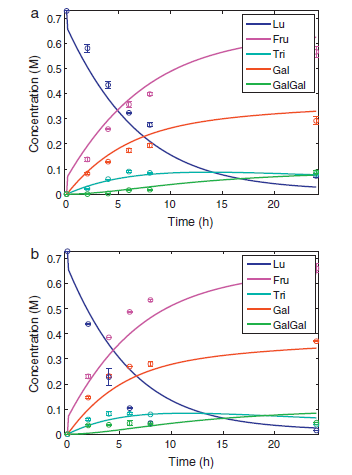 a
0.7
0.6
0.5
0.4
0.3
0.2
0.1
0
Concentration (M)
Lu
Fru
Tri
Gal
GalGal
0 5 10 15 20
Time (h)
b
0.7
0.6
0.5
0.4
0.3
0.2
0.1
0
Concentration (M)
Lu
Fru
Tri
Gal
GalGal
0 5 10 15 20
Time (h)